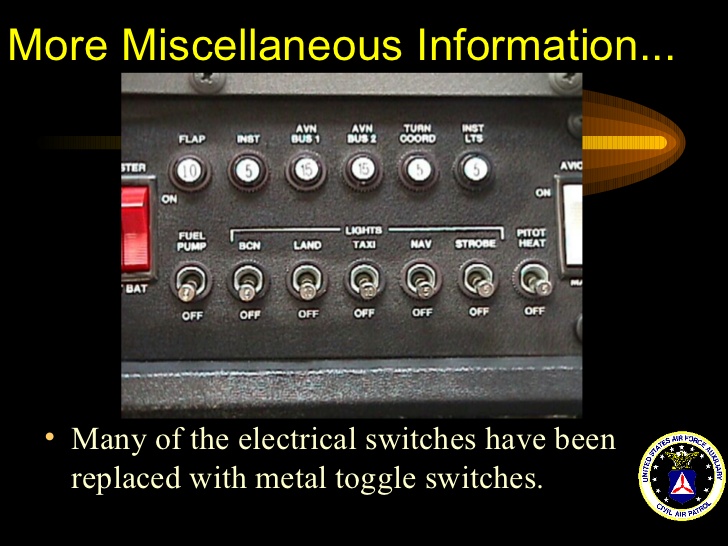 More Miscellaneous Information...
FLAP INST AVN BUS 1 AVN BUS 2 TURN COORD INST LTS
10 5 15 15 5 5
STER AVIO
ON ON
LIGHTS
FUEL PUMP BCN LAND TAXI NAV STROBE PITOT HEAT
BAT MA
OFF OFF OFF OFF OFF OFF OFF
• Many of the electrical switches have been
replaced with metal toggle switches.
UNITED STATES AIR FORCE AUXILIARY
CIVIL AIR PATROL